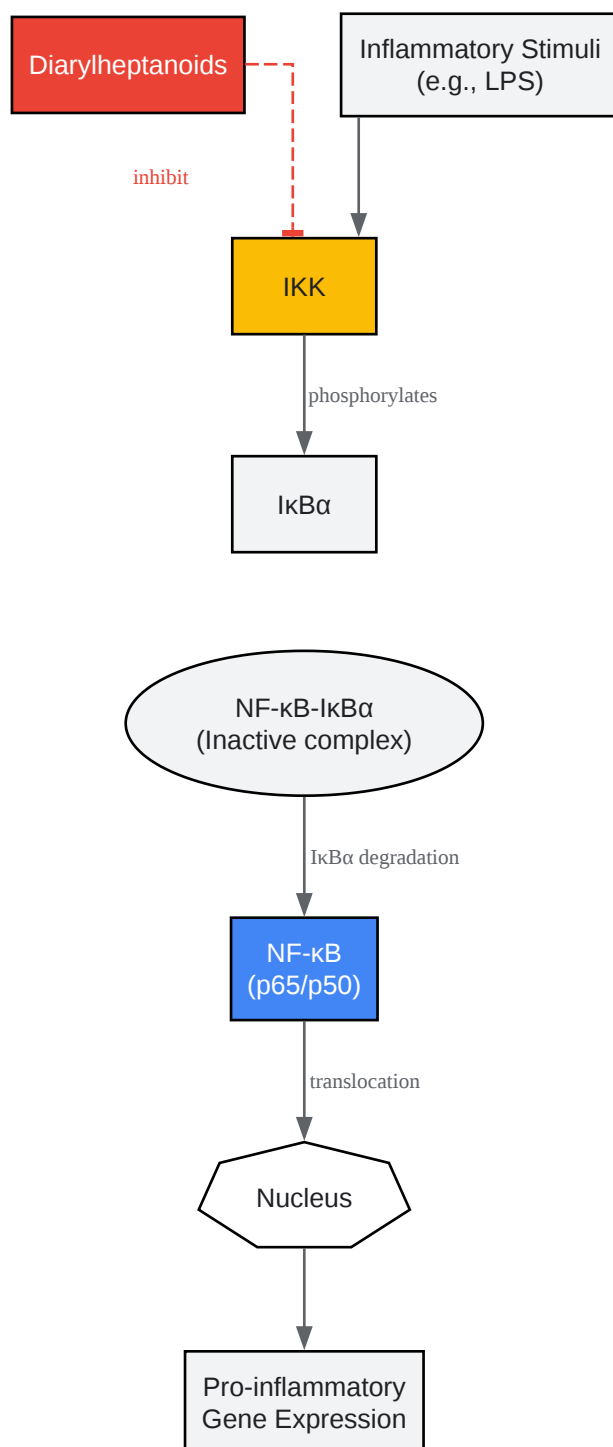 Diarylheptanoids
Inflammatory Stimuli
(e.g., LPS)
inhibit
IKK
phosphorylates
IκBα
NF-κB-IκBα
(Inactive complex)
IκBα degradation
NF-κB
(p65/p50)
translocation
Nucleus
Pro-inflammatory
Gene Expression